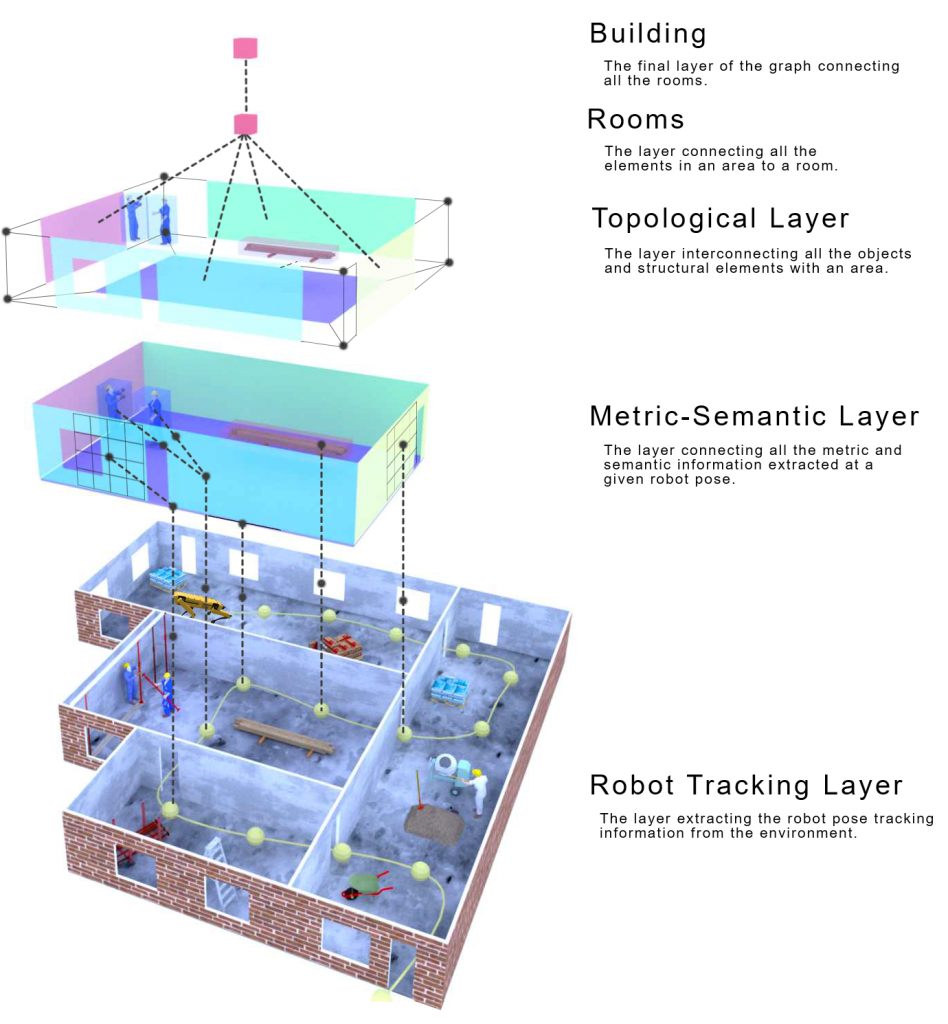 Building
The final layer of the graph connecting
all the rooms.
Rooms
The layer connecting all the
elements in an area to a room.
Topological Layer
The layer interconnecting all the objects
and structural elements with an area.
Metric-Semantic Layer
The layer connecting all the metric and
semantic information extracted at a
given robot pose.
Robot Tracking Layer
The layer extracting the robot pose tracking
information from the environment.